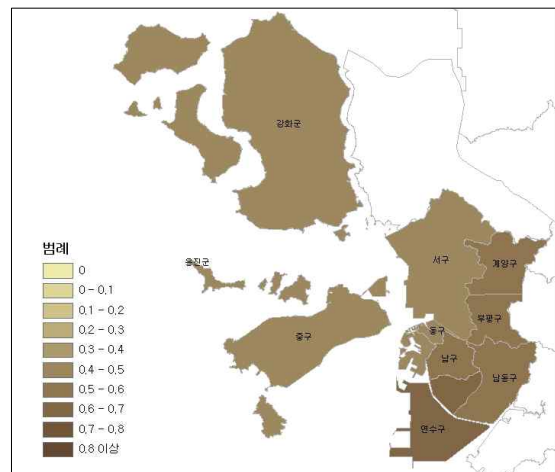 강화군
옹진군
서구
계양구
중구
동구
부평구
남구
남동구
연수구
범례
0
0 - 0.1
0.1 - 0.2
0.2 - 0.3
0.3 - 0.4
0.4 - 0.5
0.5 - 0.6
0.6 - 0.7
0.7 - 0.8
0.8 이상